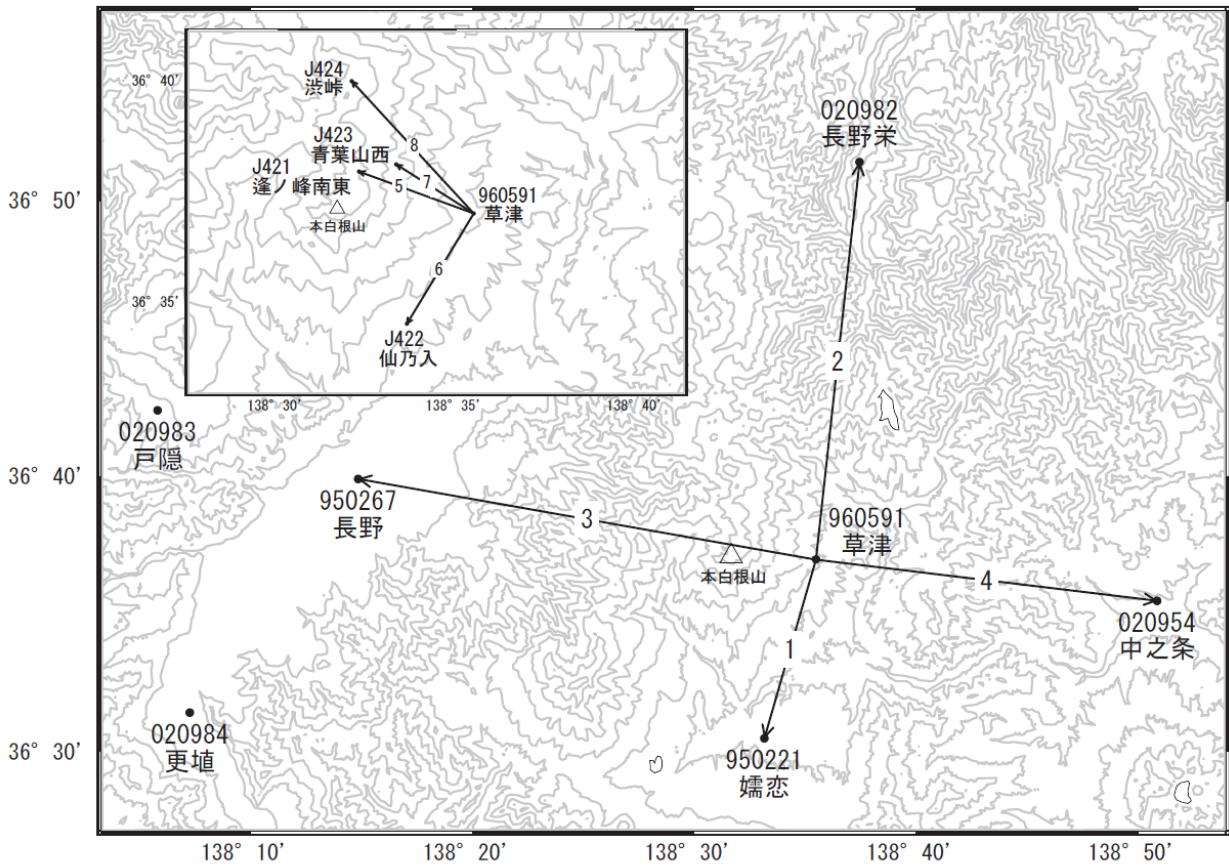 36° 40'
J424
渋峠
8
J423
青葉山西
J421
逢ノ峰南東
5
7
960591
草津
本白根山
6
36° 35'
J422
仙乃入
138° 30'
138° 35'
138° 40'
020982
長野栄
36° 50'
2
020983
戸隠
36° 40'
950267
長野
3
960591
草津
本白根山
4
020954
中之条
1
36° 30'
020984
更埴
950221
嬬恋
138° 10'
138° 20'
138° 30'
138° 40'
138° 50'